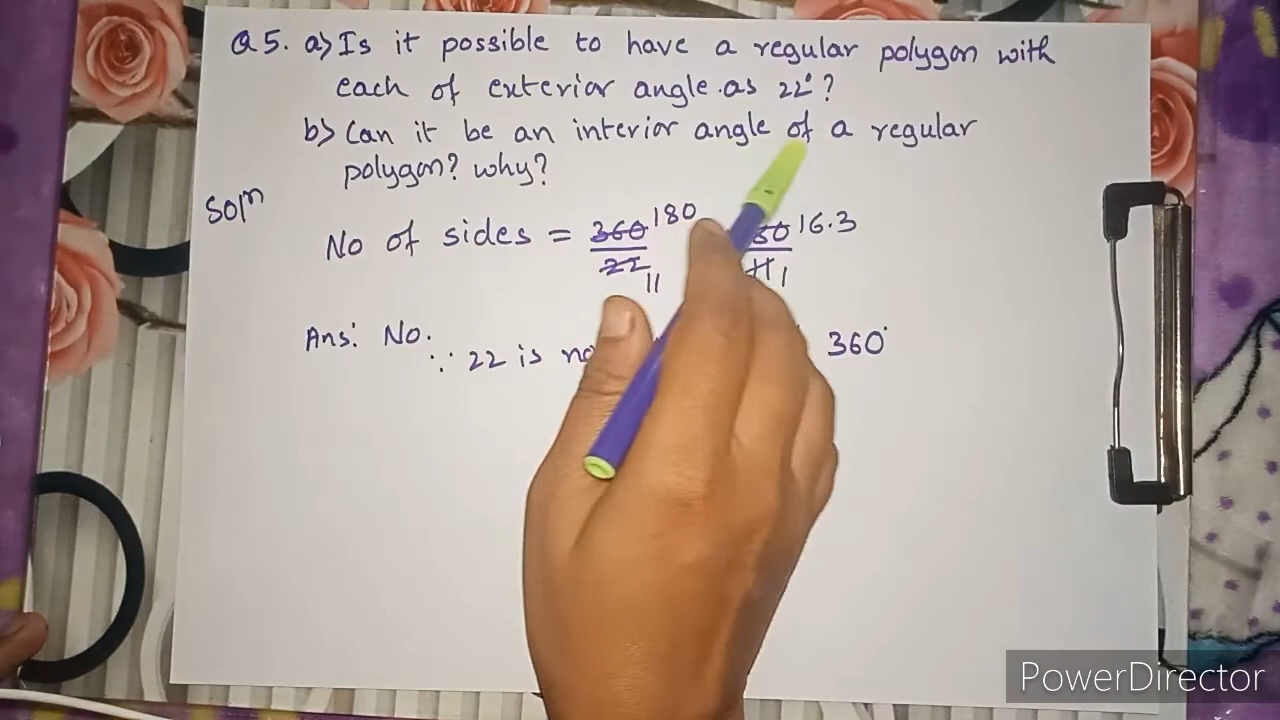 Q5. a) Is it possible to have a regular polygon with
each of exterior angle as 22°?
b) Can it be an interior angle of a regular
polygon? why?
Soln
No of sides = 360 180 16.3
22 11 11 1
Ans: No.
∵ 22 is 360°
PowerDirector